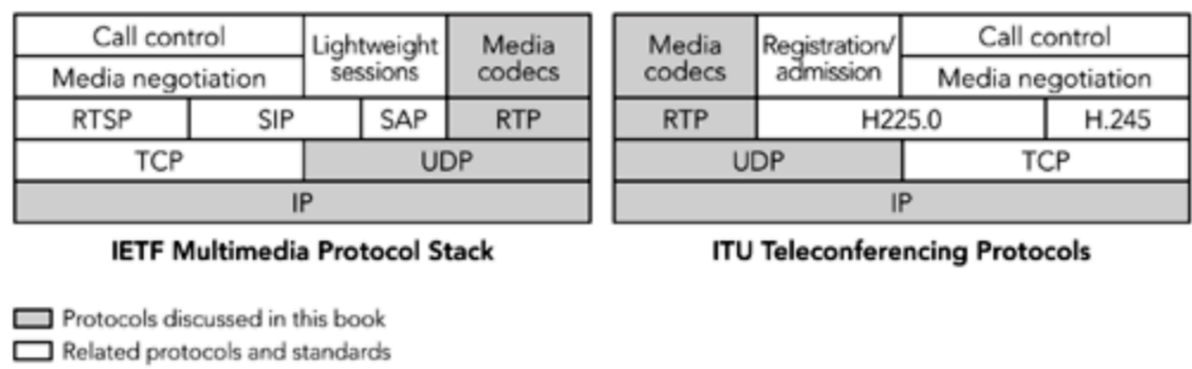 Call control
Media negotiation
Lightweight
sessions
Media
codecs
RTSP
SIP
SAP
RTP
TCP
UDP
IP
IETF Multimedia Protocol Stack
Media
codecs
Registration/
admission
Call control
Media negotiation
RTP
H225.0
H.245
UDP
TCP
IP
ITU Teleconferencing Protocols
Protocols discussed in this book
Related protocols and standards